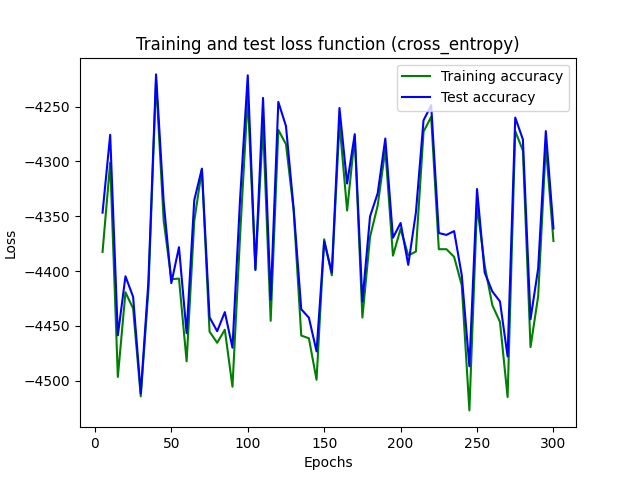 Training and test loss function (cross_entropy)
Training accuracy
Test accuracy
−4250
−4300
−4350
−4400
−4450
−4500
Loss
0
50
100
150
200
250
300
Epochs